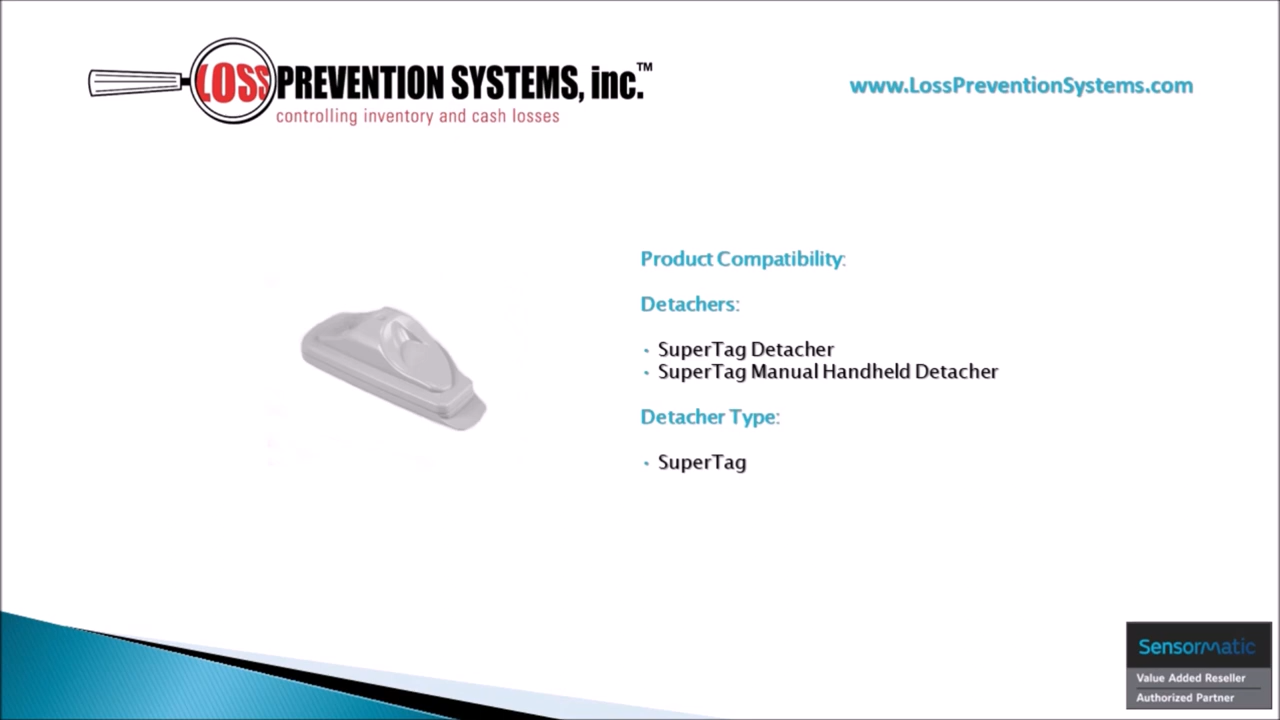 LOSS PREVENTION SYSTEMS, inc.™
controlling inventory and cash losses
www.LossPreventionSystems.com
Product Compatibility:
Detachers:
• SuperTag Detacher
• SuperTag Manual Handheld Detacher
Detacher Type:
• SuperTag
Sensormatic
Value Added Reseller
Authorized Partner